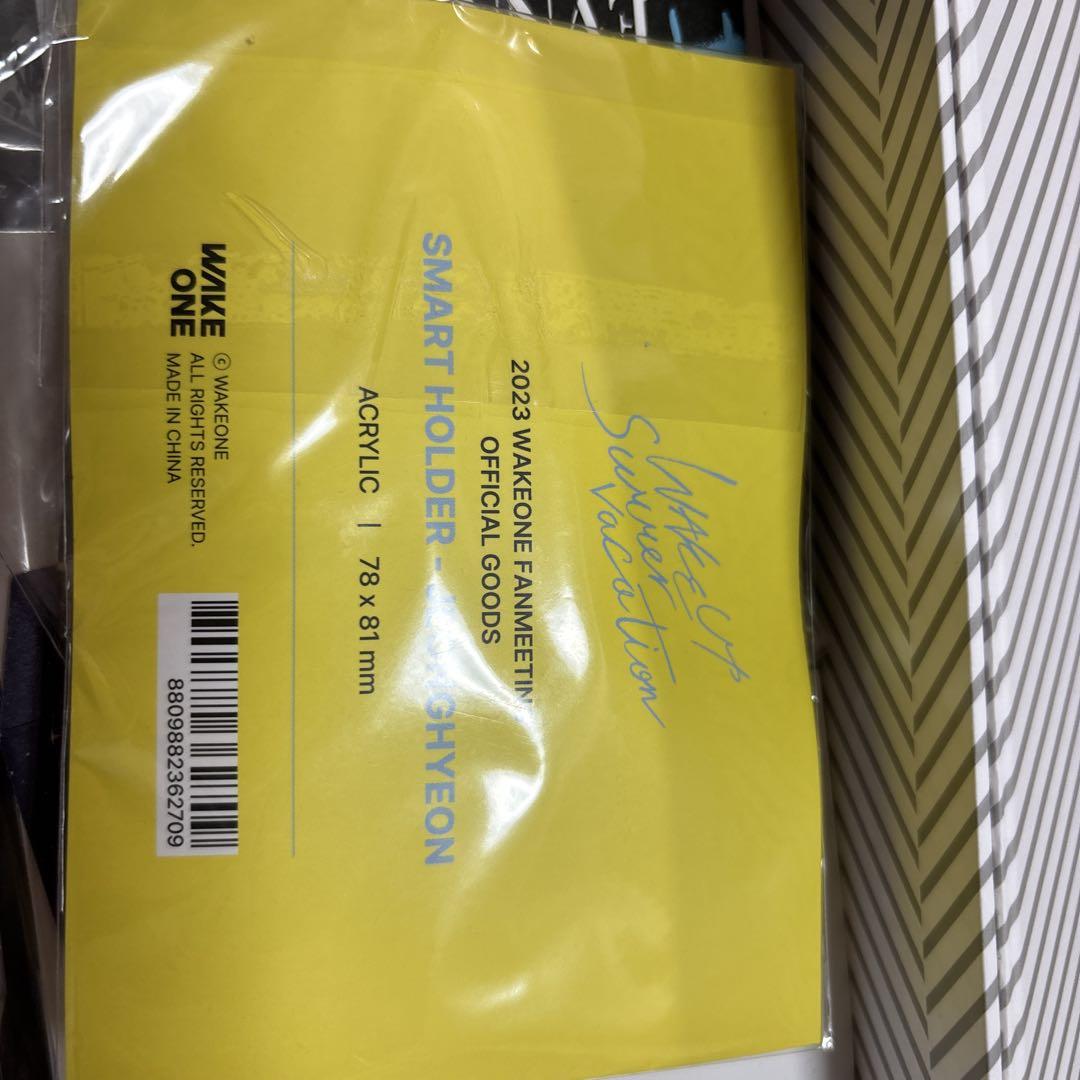 WAKE UP
Summer
Vacation
2023 WAKEONE FANMEETIN
OFFICIAL GOODS
SMART HOLDER -
ACRYLIC | 78 x 81 mm
WAKE
ONE
© WAKEONE
ALL RIGHTS RESERVED.
MADE IN CHINA
8809882362709